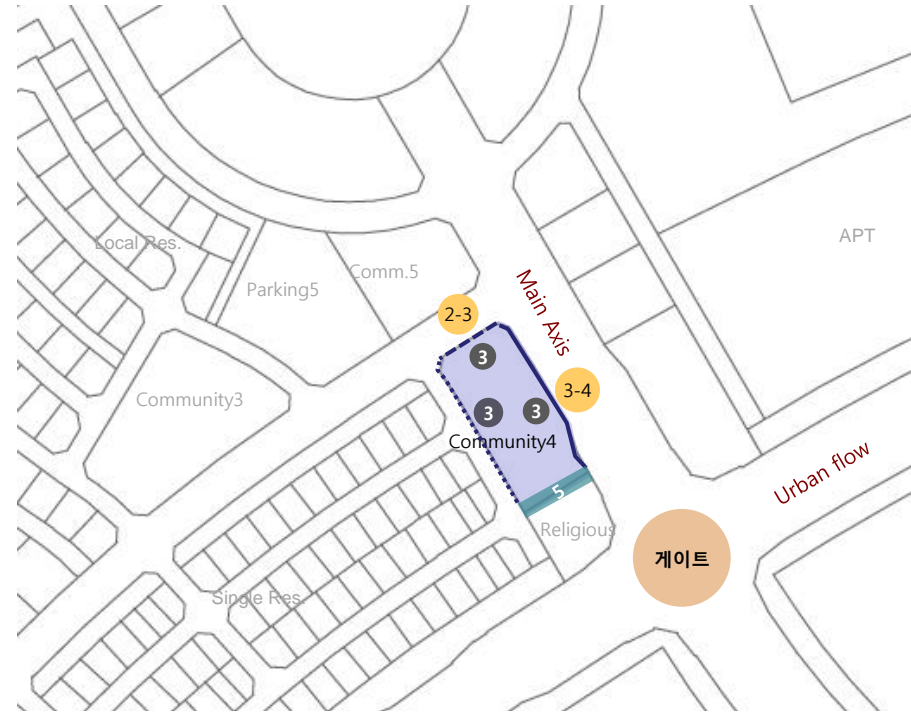 Local Res.
APT
Comm.5
Parking5
Main Axis
2-3
3
3-4
Community3
3
3
Community4
Urban flow
5
Religious
게이트
Single Res.